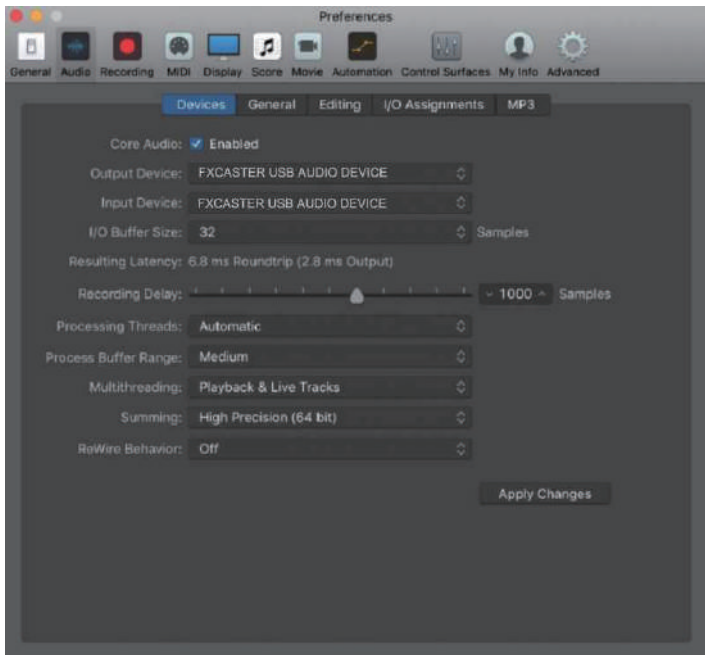 Preferences
General Audio Recording MIDI Display Score Movie Automation Control Surfaces My Info Advanced
Devices General Editing I/O Assignments MP3
Core Audio: Enabled
Output Device: FXCASTER USB AUDIO DEVICE
Input Device: FXCASTER USB AUDIO DEVICE
I/O Buffer Size: 32 Samples
Resulting Latency: 6.8 ms Roundtrip (2.8 ms Output)
Recording Delay: 1000 Samples
Processing Threads: Automatic
Process Buffer Range: Medium
Multithreading: Playback & Live Tracks
Summing: High Precision (64 bit)
ReWire Behavior: Off
Apply Changes